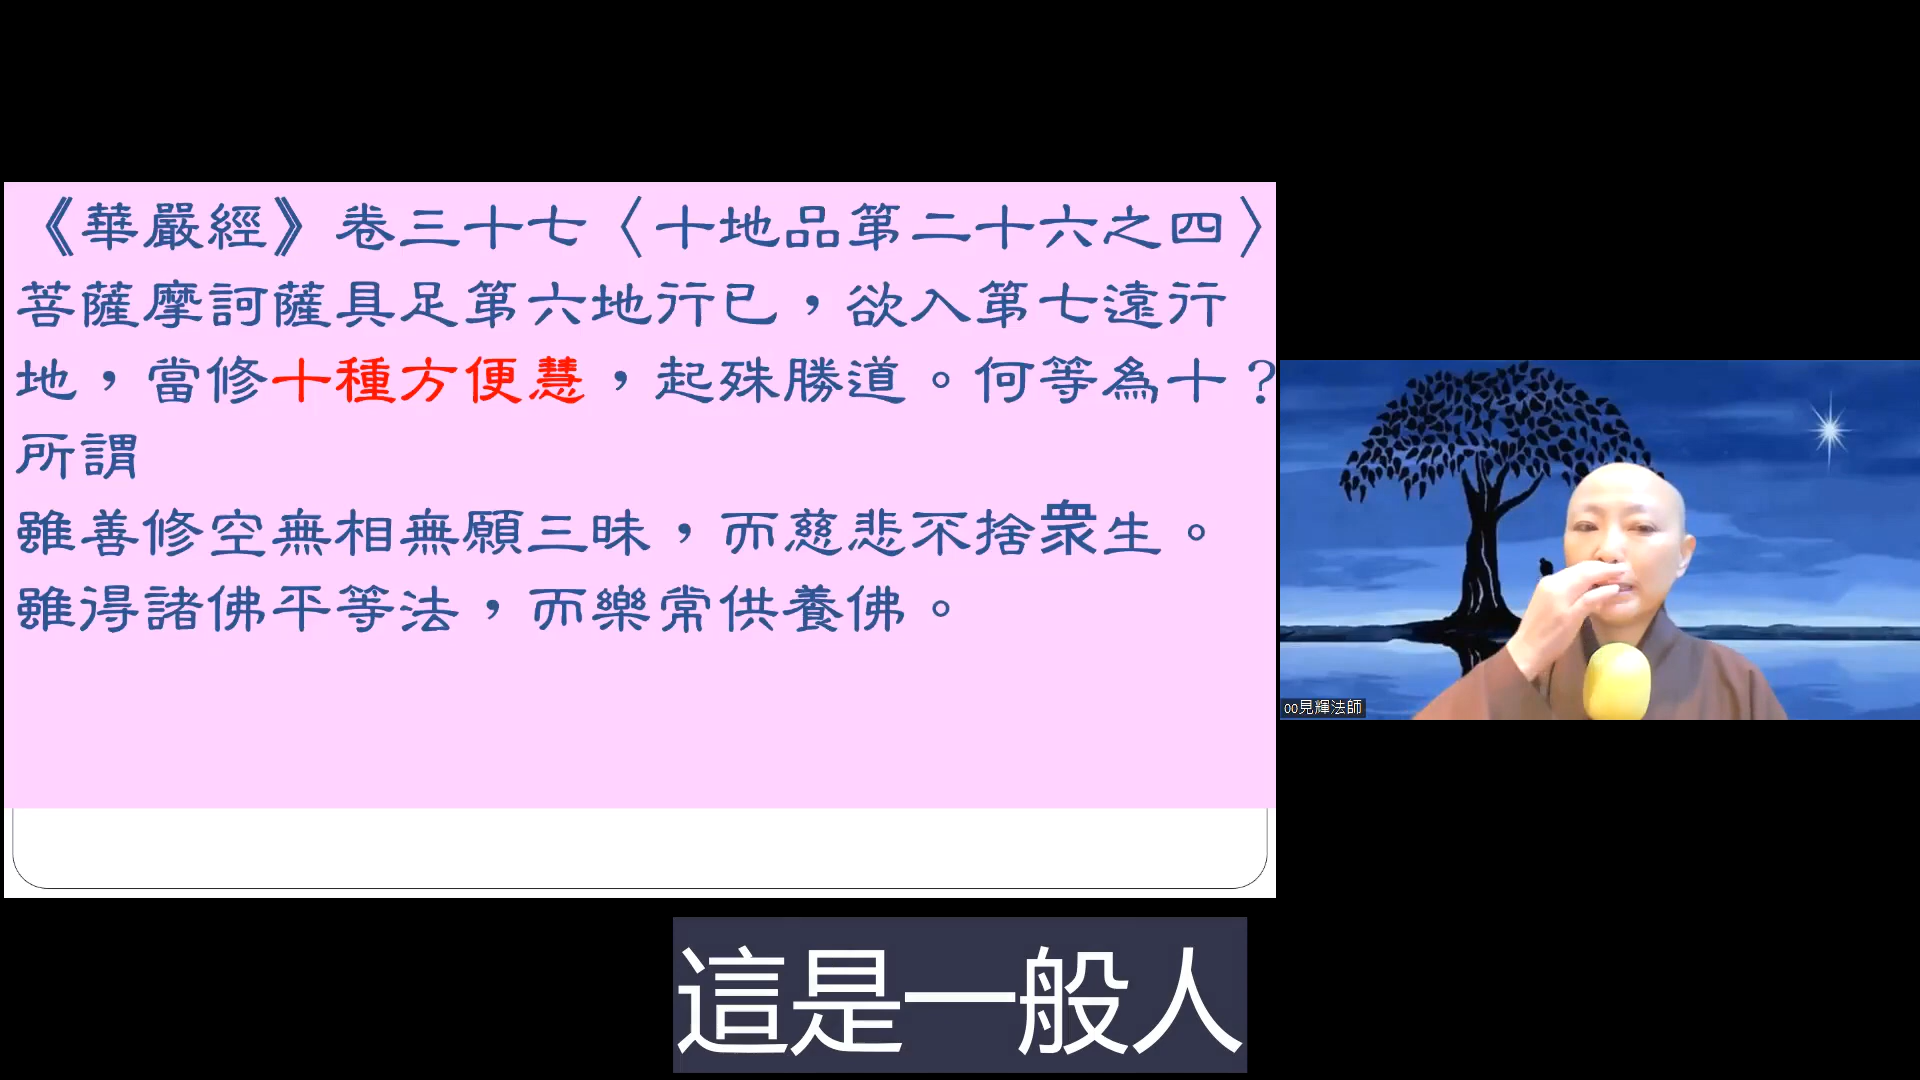 《華嚴經》卷三十七〈十地品第二十六之四〉
菩薩摩訶薩具足第六地行已，欲入第七遠行
地，當修十種方便慧，起殊勝道。何等為十？
所謂
雖善修空無相無願三昧，而慈悲不捨衆生。
雖得諸佛平等法，而樂常供養佛。
00見輝法師
這是一般人